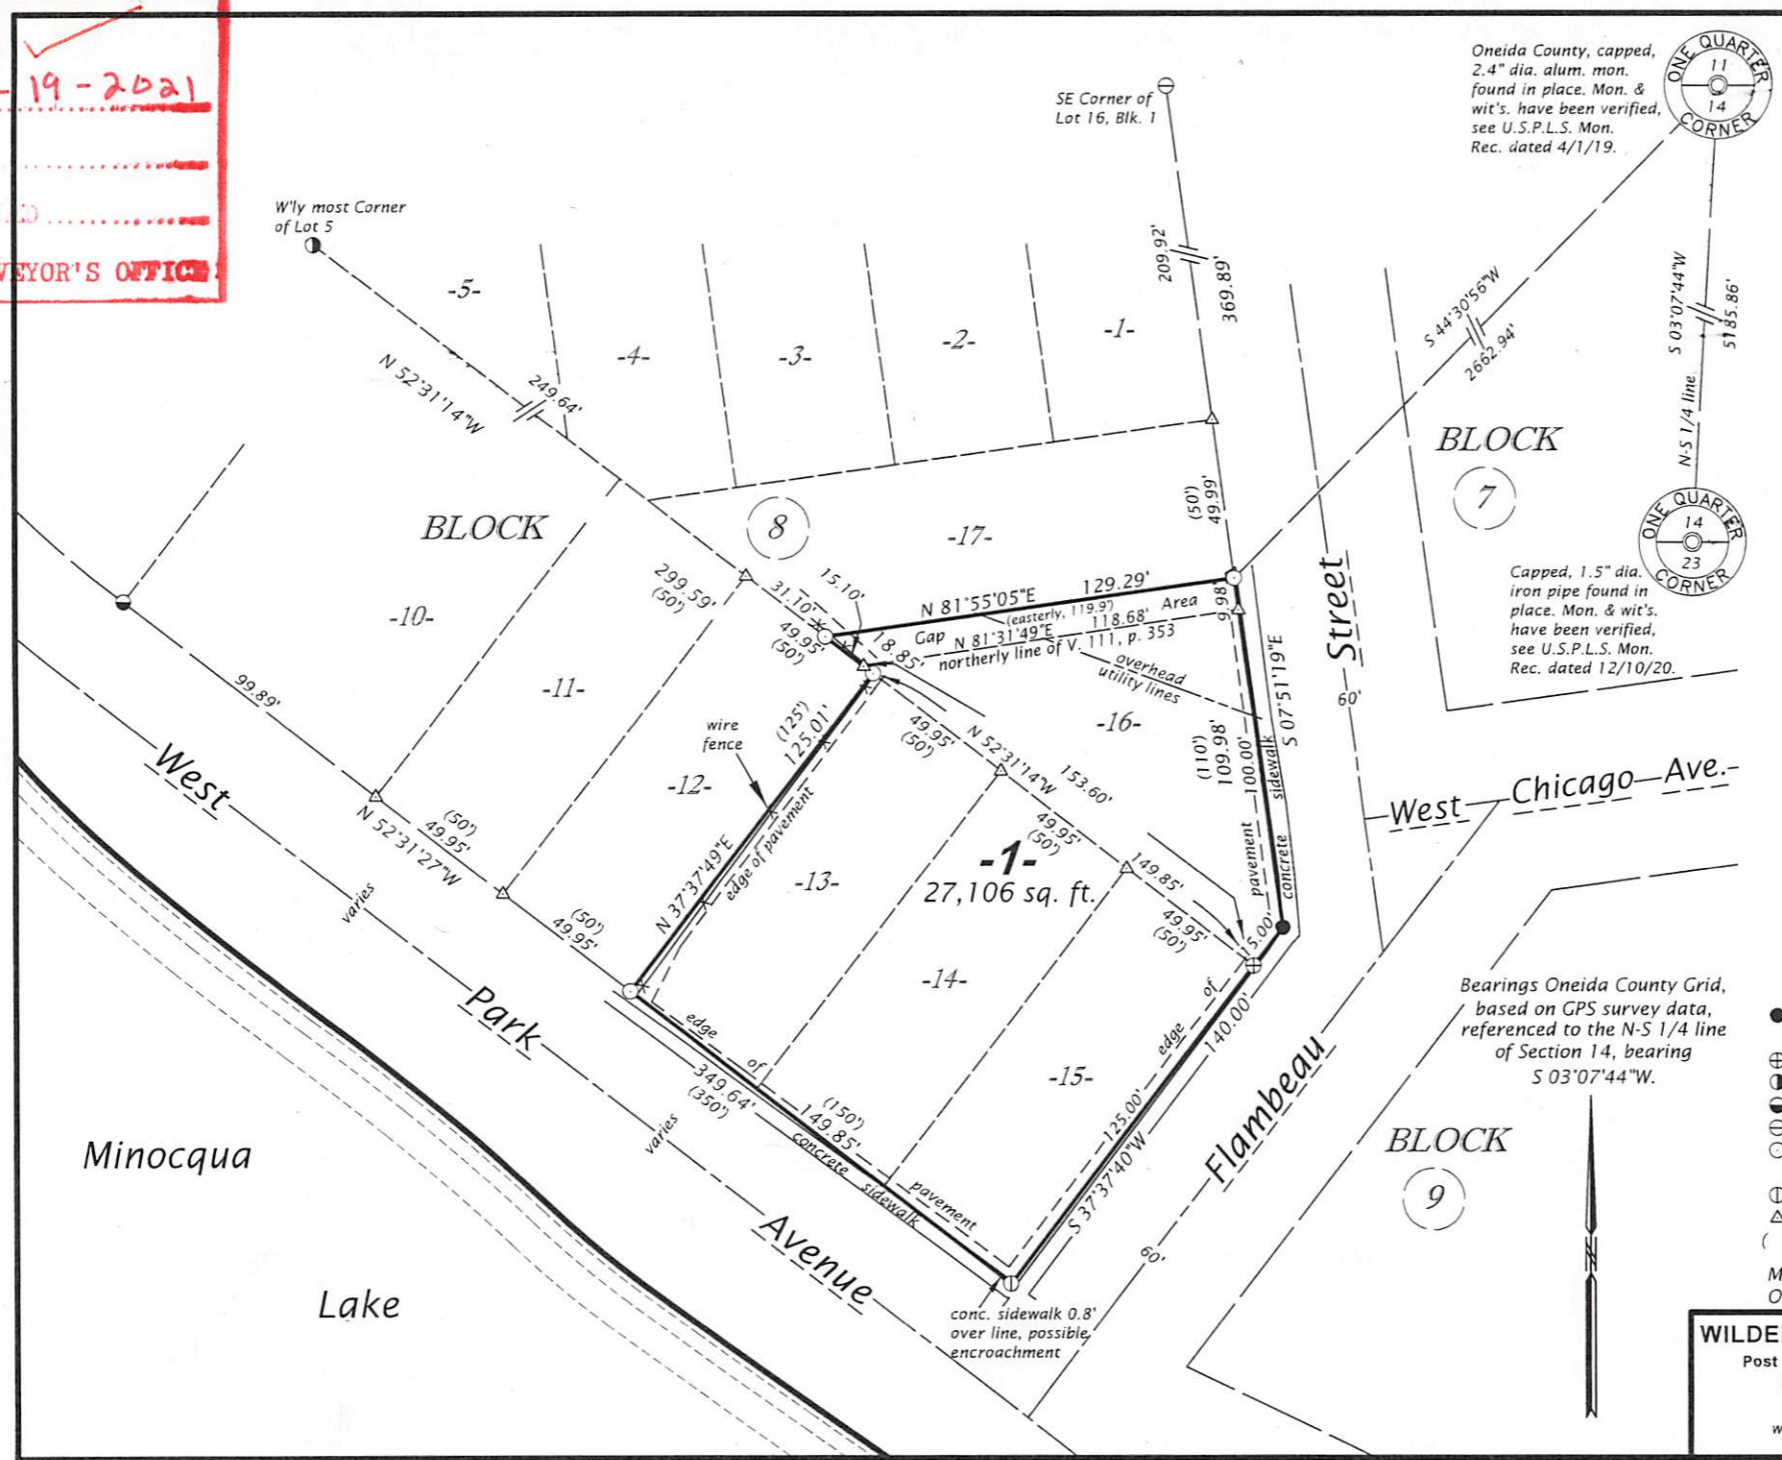 19-2021
VEYOR'S OFFICE
W'ly most Corner
of Lot 5
SE Corner of
Lot 16, Blk. 1
Oneida County, capped,
2.4" dia. alum. mon.
found in place. Mon. &
wit's. have been verified,
see U.S.P.L.S. Mon.
Rec. dated 4/1/19.
ONE QUARTER
11
14
CORNER
209.92'
369.89'
S 44°30'56"W
2662.94'
S 03°07'44"W
5185.86'
N-S 1/4 line
-5-
-4-
-3-
-2-
-1-
N 52°31'14"W
249.64'
BLOCK
7
BLOCK
8
-17-
(50')
49.99'
ONE QUARTER
14
23
CORNER
Capped, 1.5" dia.
iron pipe found in
place. Mon. & wit's.
have been verified,
see U.S.P.L.S. Mon.
Rec. dated 12/10/20.
299.59'
(50')
31.10'
15.10'
49.95'
(50')
18.85'
N 81°55'05"E 129.29'
(easterly, 119.9')
Gap
Area
N 81°31'49"E 118.68'
northerly line of V. 111, p. 353
9.98'
overhead
utility lines
-10-
-11-
-12-
-13-
-14-
-15-
-16-
99.89'
wire
fence
(125')
125.01'
N 37°37'49"E
edge of pavement
49.95'
(50')
N 52°31'14"W
153.60'
49.95'
(50')
149.85'
49.95'
(50')
-1-
27,106 sq. ft.
(110')
109.98'
100.00'
S 07°51'19"E
pavement
sidewalk
concrete
Street
60'
West Chicago Ave.
West
Park
Avenue
varies
varies
(50')
49.95'
N 52°31'27"W
(50')
49.95'
edge
of
pavement
349.64'
(350')
(150')
149.85'
concrete
sidewalk
15.00'
140.00'
edge
of
125.00'
S 37°37'40"W
Flambeau
60'
conc. sidewalk 0.8'
over line, possible
encroachment
Bearings Oneida County Grid,
based on GPS survey data,
referenced to the N-S 1/4 line
of Section 14, bearing
S 03°07'44"W.
BLOCK
9
N
Minocqua
Lake
M
O
WILDE
Post
w